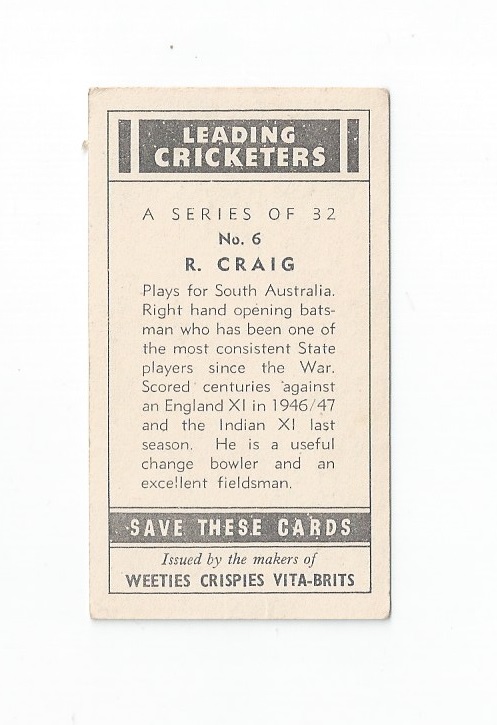 LEADING
CRICKETERS
A SERIES OF 32
No. 6
R. CRAIG
Plays for South Australia.
Right hand opening bats-
man who has been one of
the most consistent State
players since the War.
Scored centuries against
an England XI in 1946/47
and the Indian XI last
season. He is a useful
change bowler and an
excellent fieldsman.
SAVE THESE CARDS
Issued by the makers of
WEETIES CRISPIES VITA-BRITS